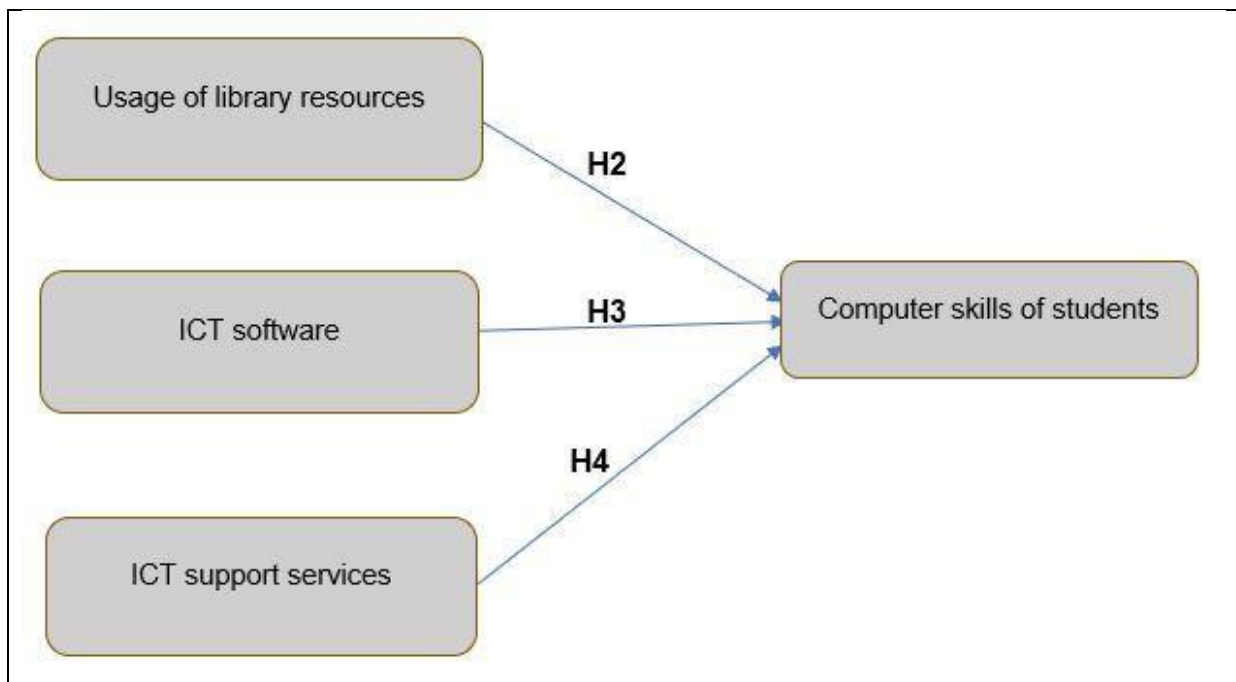 Usage of library resources
H2
ICT software
H3
Computer skills of students
H4
ICT support services